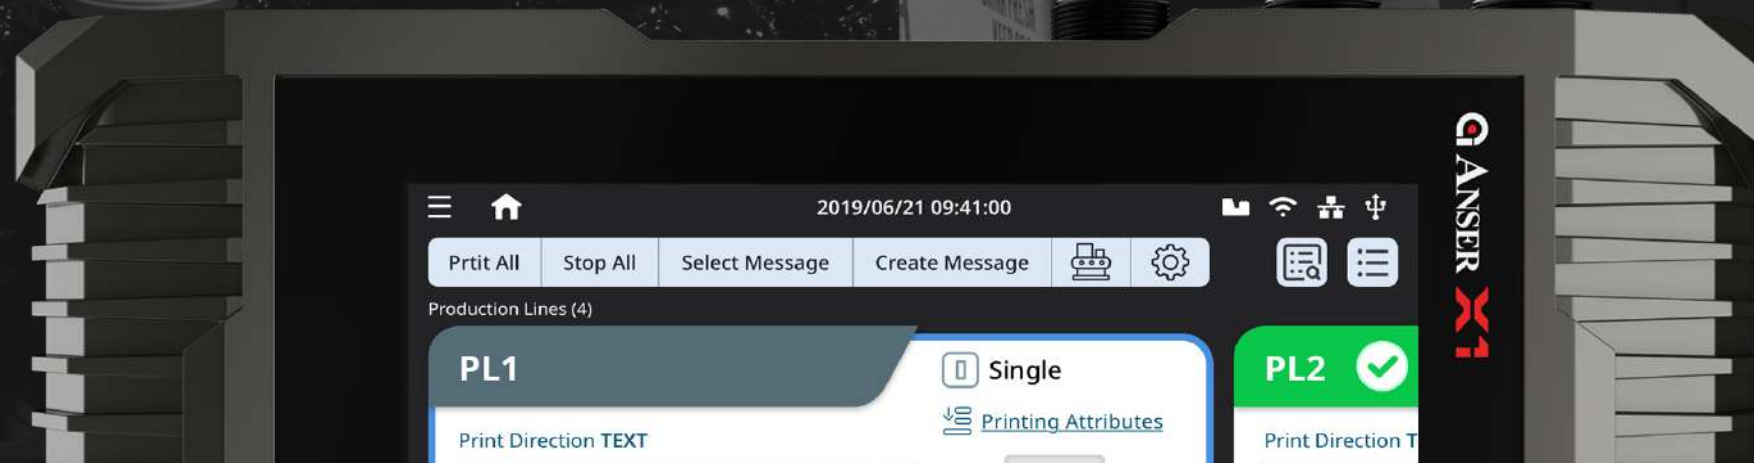 2019/06/21 09:41:00
Prtit All
Stop All
Select Message
Create Message
Production Lines (4)
PL1
Single
Printing Attributes
Print Direction TEXT
PL2
Print Direction T
ANSER X1